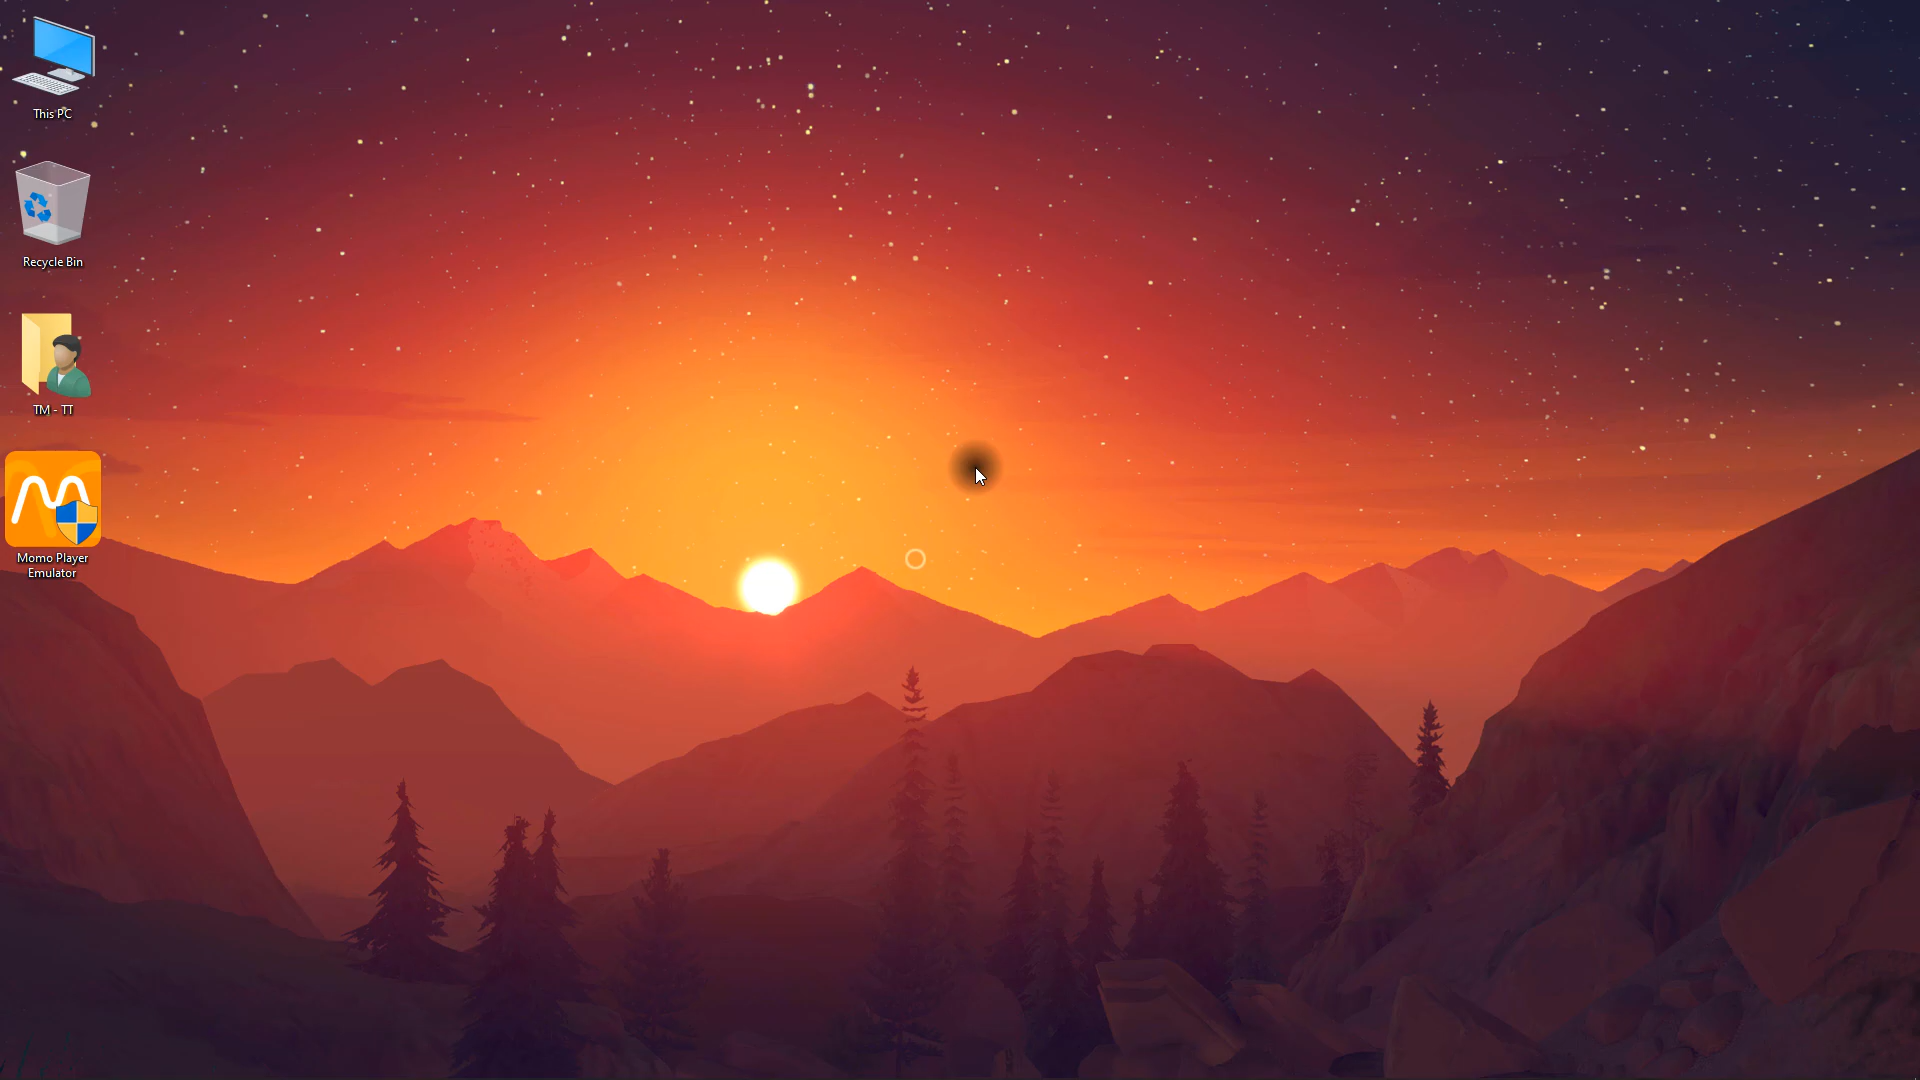 This PC
Recycle Bin
TM - TT
Momo Player
Emulator